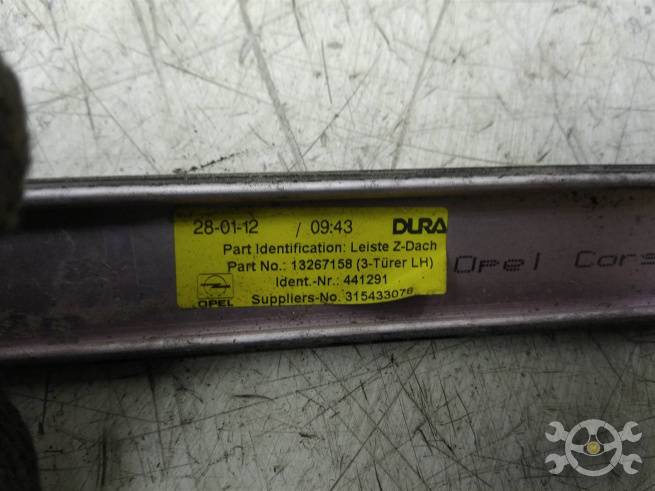 28-01-12 / 09:43 DURA
Part Identification: Leiste Z-Dach
Part No.: 13267158 (3-Türer LH)
Ident.-Nr.: 441291
Suppliers-No. 315433078
OPEL
Opel Cors